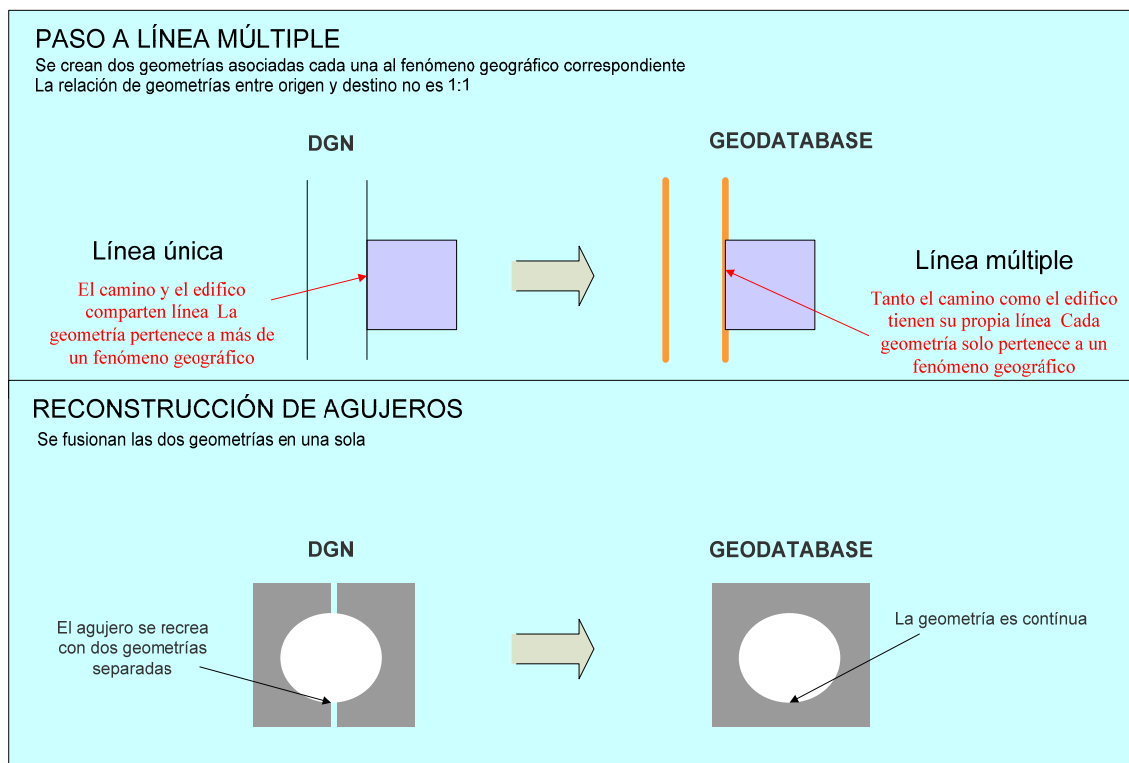 PASO A LÍNEA MÚLTIPLE
Se crean dos geometrías asociadas cada una al fenómeno geográfico correspondiente
La relación de geometrías entre origen y destino no es 1:1
DGN
GEODATABASE
Línea única
El camino y el edifico
comparten línea La
geometría pertenece a más de
un fenómeno geográfico
Línea múltiple
Tanto el camino como el edifico
tienen su propia línea Cada
geometría solo pertenece a un
fenómeno geográfico
RECONSTRUCCIÓN DE AGUJEROS
Se fusionan las dos geometrías en una sola
DGN
GEODATABASE
El agujero se recrea
con dos geometrías
separadas
La geometría es contínua